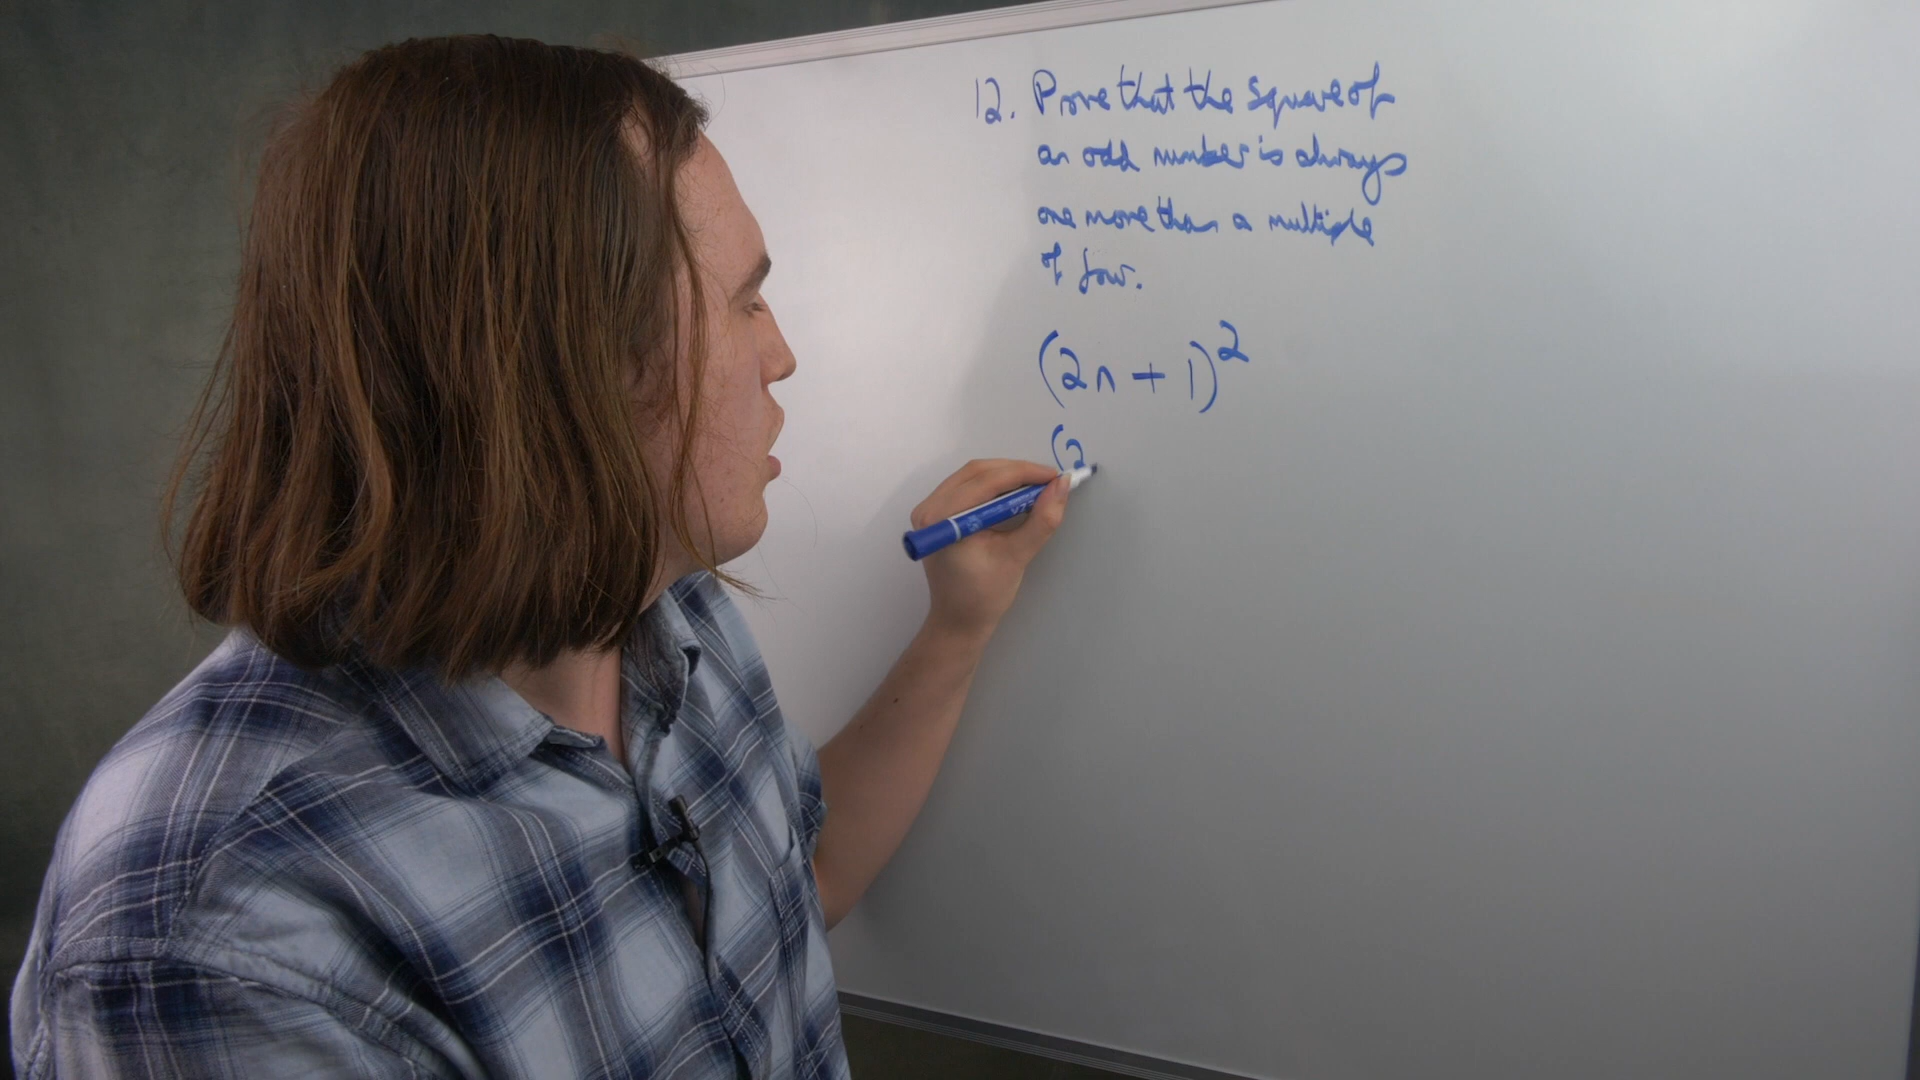 12. Prove that the square of
an odd number is always
one more than a multiple
of four.
(2n + 1)²
(2